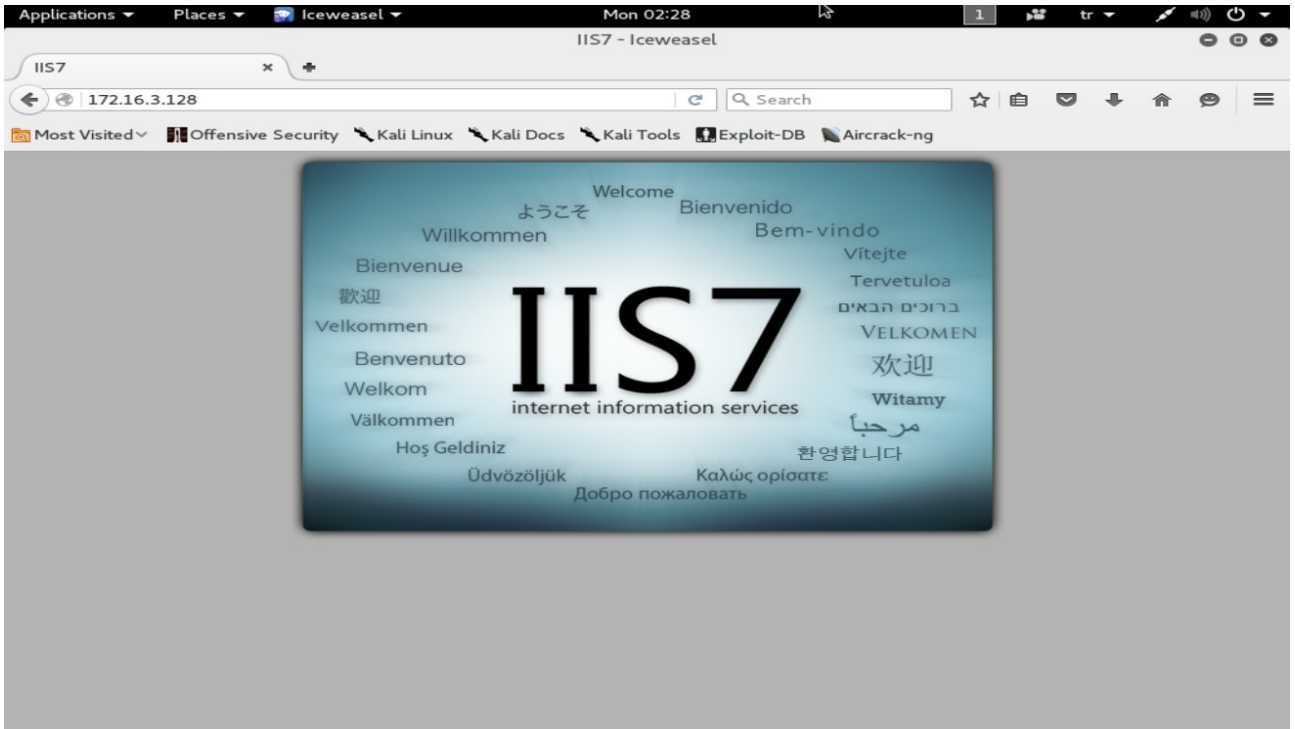 Applications Places Iceweasel Mon 02:28 1 tr
IIS7 - Iceweasel
IIS7
172.16.3.128 Search
Most Visited Offensive Security Kali Linux Kali Docs Kali Tools Exploit-DB Aircrack-ng
Welcome
ようこそ Bienvenido
Willkommen Bem-vindo
Vítejte
Bienvenue
Tervetuloa
歡迎
ברוכים הבאים
Velkommen
VELKOMEN
IIS7
Benvenuto
欢迎
Welkom
Witamy
internet information services
Välkommen
مرحباً
Hoş Geldiniz
환영합니다
Üdvözöljük Καλώς ορίσατε
Добро пожаловать